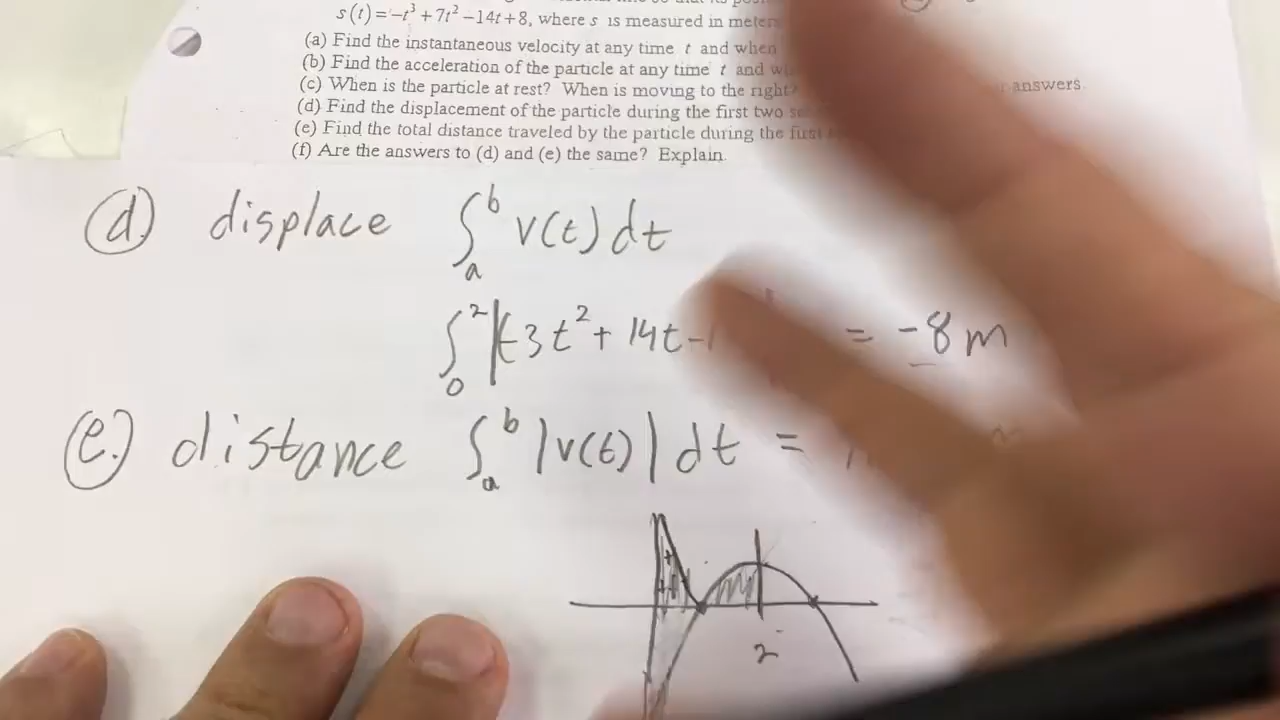 s(t)=-t³+7t²-14t+8, where s is measured in meters
(a) Find the instantaneous velocity at any time t and when
(b) Find the acceleration of the particle at any time t and
(c) When is the particle at rest? When is moving to the right? answers.
(d) Find the displacement of the particle during the first two
(e) Find the total distance traveled by the particle during the first
(f) Are the answers to (d) and (e) the same? Explain.
(d) displace ∫ₐᵇ v(t) dt
∫₀² |-3t² + 14t - = -8 m
(e.) distance ∫ₐᵇ |v(t)| dt =
2